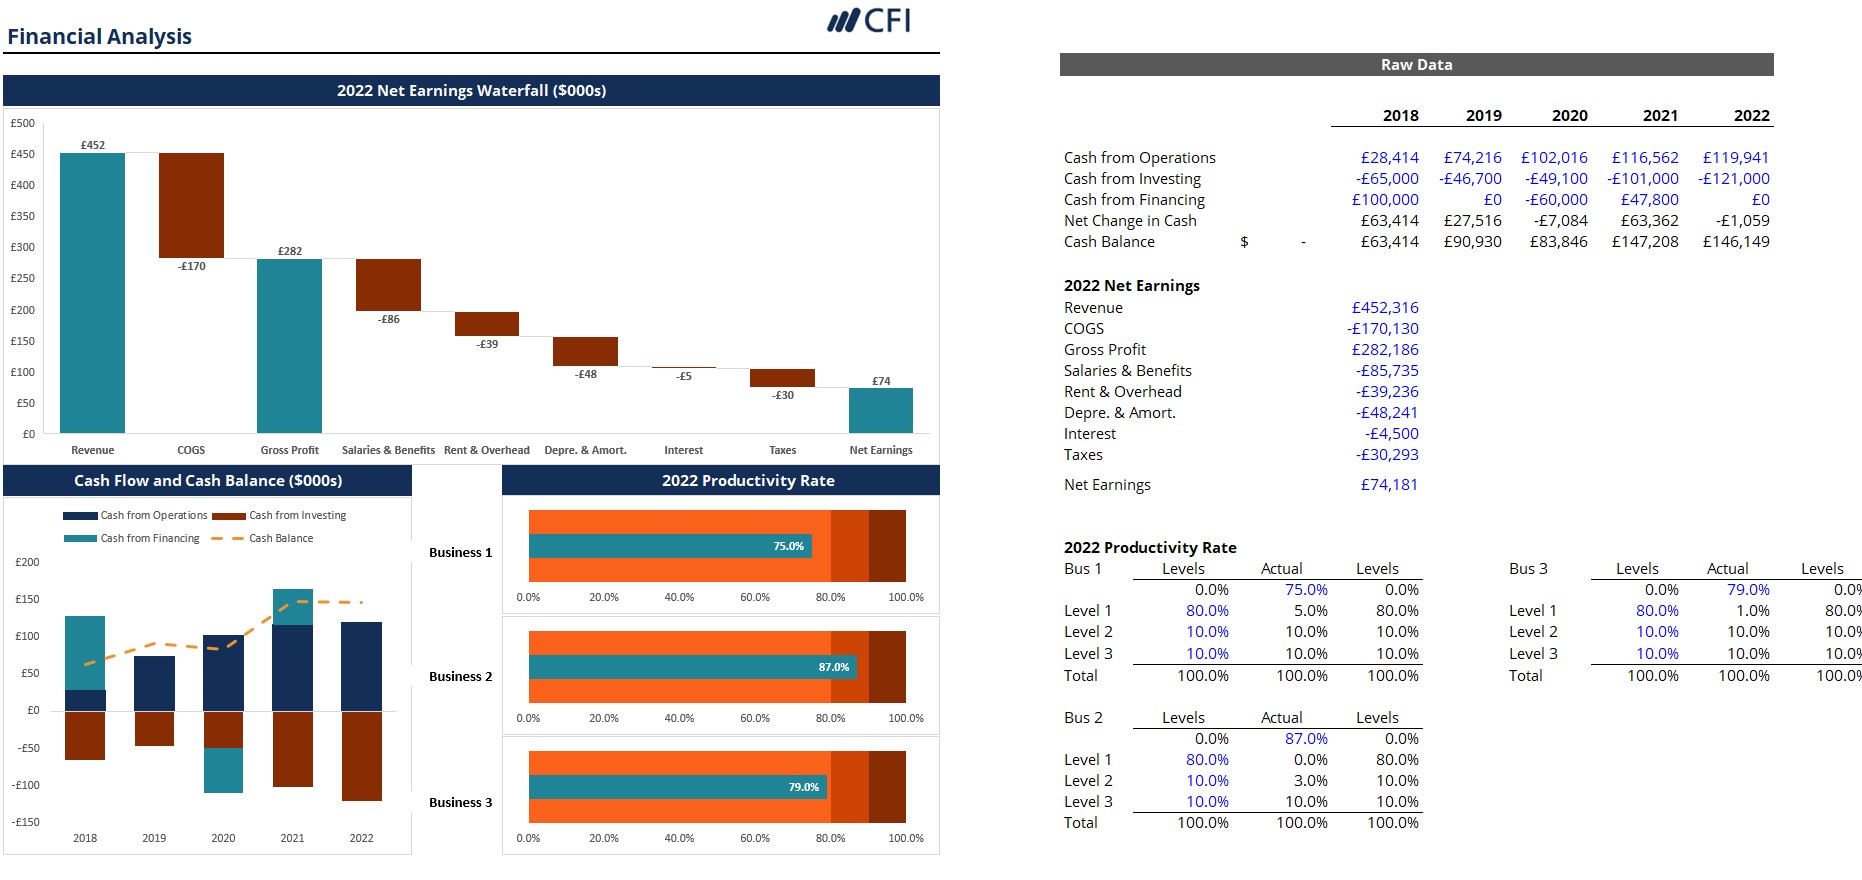 CFI
Financial Analysis
2022 Net Earnings Waterfall ($000s)
£500
£450
£400
£350
£300
£250
£200
£150
£100
£50
£0
£452
-£170
£282
-£86
-£39
-£48
-£5
-£30
£74
Revenue COGS Gross Profit Salaries & Benefits Rent & Overhead Depre. & Amort. Interest Taxes Net Earnings
Cash Flow and Cash Balance ($000s)
Cash from Operations Cash from Investing
Cash from Financing Cash Balance
£200
£150
£100
£50
£0
-£50
-£100
-£150
2018 2019 2020 2021 2022
2022 Productivity Rate
Business 1
75.0%
0.0% 20.0% 40.0% 60.0% 80.0% 100.0%
Business 2
87.0%
0.0% 20.0% 40.0% 60.0% 80.0% 100.0%
Business 3
79.0%
0.0% 20.0% 40.0% 60.0% 80.0% 100.0%
Raw Data
2018 2019 2020 2021 2022
Cash from Operations £28,414 £74,216 £102,016 £116,562 £119,941
Cash from Investing -£65,000 -£46,700 -£49,100 -£101,000 -£121,000
Cash from Financing £100,000 £0 -£60,000 £47,800 £0
Net Change in Cash £63,414 £27,516 -£7,084 £63,362 -£1,059
Cash Balance $ - £63,414 £90,930 £83,846 £147,208 £146,149
2022 Net Earnings
Revenue £452,316
COGS -£170,130
Gross Profit £282,186
Salaries & Benefits -£85,735
Rent & Overhead -£39,236
Depre. & Amort. -£48,241
Interest -£4,500
Taxes -£30,293
Net Earnings £74,181
2022 Productivity Rate
Bus 1 Levels Actual Levels
0.0% 75.0% 0.0%
Level 1 80.0% 5.0% 80.0%
Level 2 10.0% 10.0% 10.0%
Level 3 10.0% 10.0% 10.0%
Total 100.0% 100.0% 100.0%
Bus 3 Levels Actual Levels
0.0% 79.0% 0.0%
Level 1 80.0% 1.0% 80.0%
Level 2 10.0% 10.0% 10.0%
Level 3 10.0% 10.0% 10.0%
Total 100.0% 100.0% 100.0%
Bus 2 Levels Actual Levels
0.0% 87.0% 0.0%
Level 1 80.0% 0.0% 80.0%
Level 2 10.0% 3.0% 10.0%
Level 3 10.0% 10.0% 10.0%
Total 100.0% 100.0% 100.0%